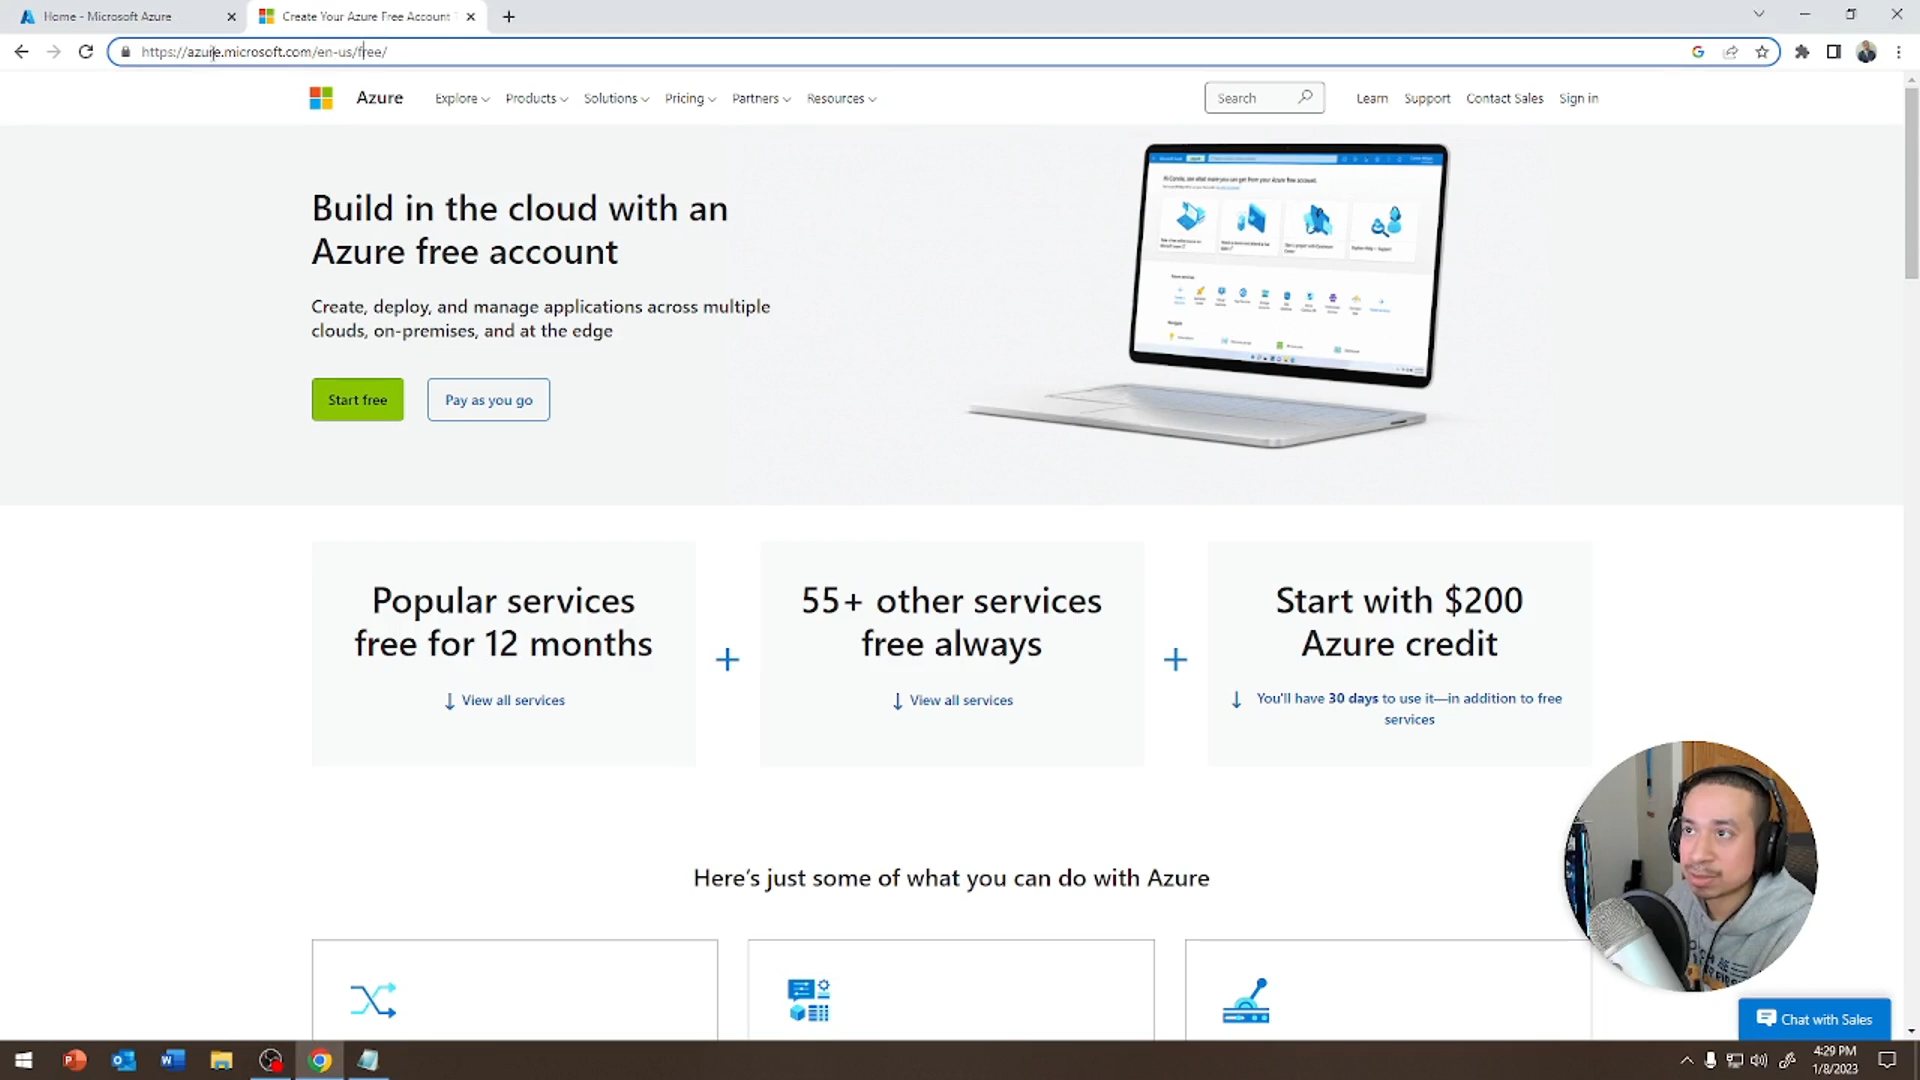 Home - Microsoft Azure
Create Your Azure Free Account
https://azure.microsoft.com/en-us/free/
Azure
Explore
Products
Solutions
Pricing
Partners
Resources
Search
Learn
Support
Contact Sales
Sign in
Build in the cloud with an
Azure free account
Create, deploy, and manage applications across multiple
clouds, on-premises, and at the edge
Start free
Pay as you go
Popular services
free for 12 months
View all services
+
55+ other services
free always
View all services
+
Start with $200
Azure credit
You'll have 30 days to use it—in addition to free
services
Here's just some of what you can do with Azure
Chat with Sales
4:29 PM
1/8/2023